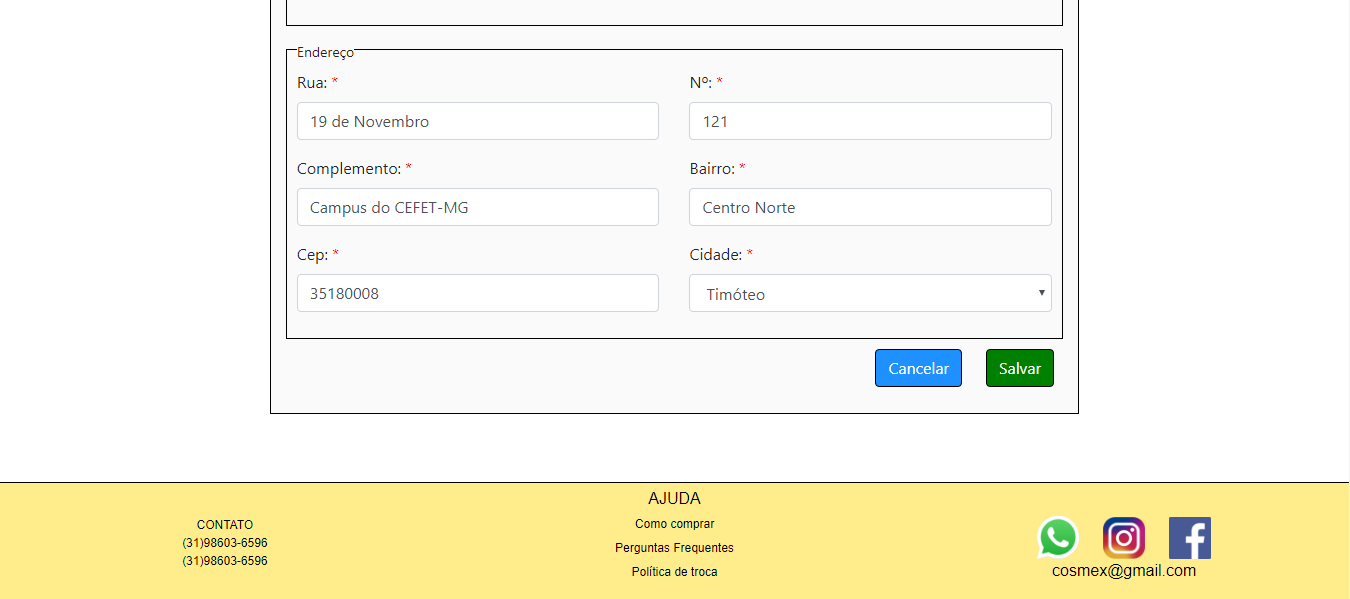 Endereço
Rua: * Nº: *
19 de Novembro 121
Complemento: * Bairro: *
Campus do CEFET-MG Centro Norte
Cep: * Cidade: *
35180008 Timóteo
Cancelar Salvar
AJUDA
CONTATO
(31)98603-6596
(31)98603-6596
Como comprar
Perguntas Frequentes
Política de troca
cosmex@gmail.com